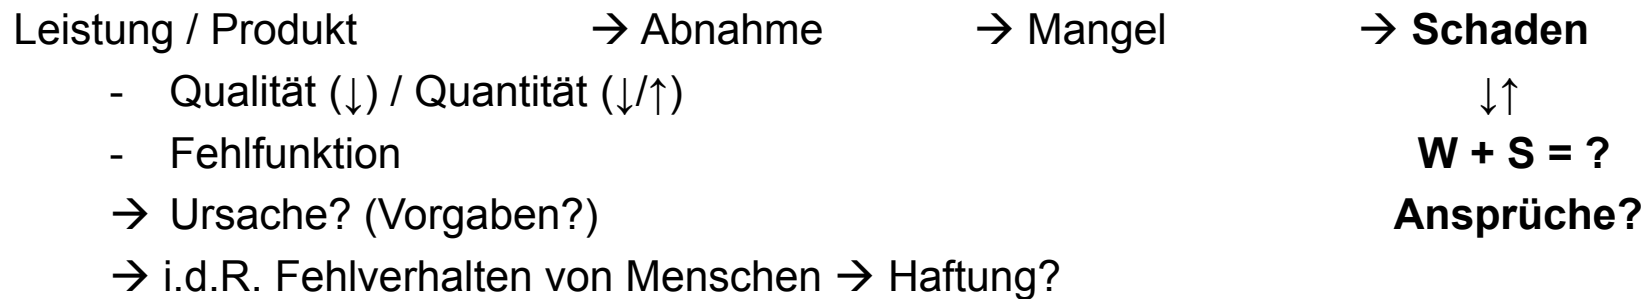 Leistung / Produkt → Abnahme → Mangel → Schaden
- Qualität (↓) / Quantität (↓/↑) ↓↑
- Fehlfunktion W + S = ?
→ Ursache? (Vorgaben?) Ansprüche?
→ i.d.R. Fehlverhalten von Menschen → Haftung?